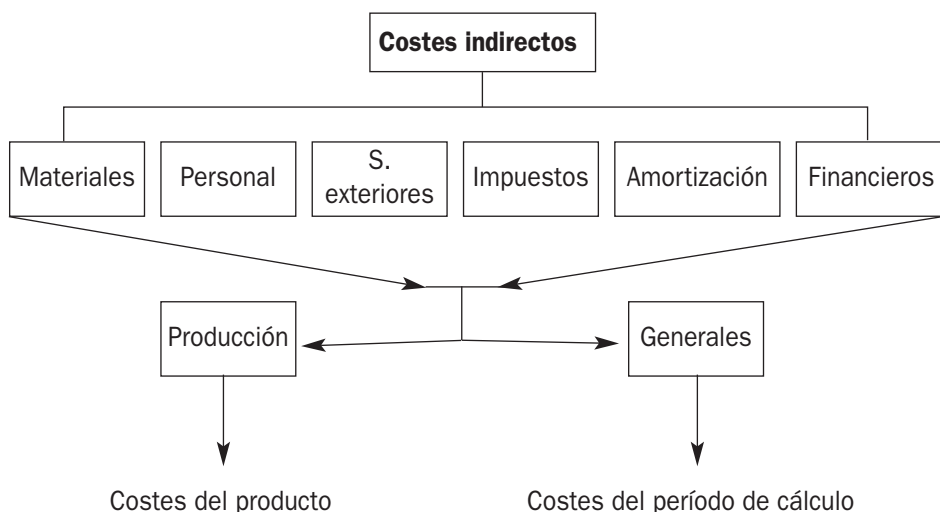 Costes indirectos
Materiales
Personal
S.
exteriores
Impuestos
Amortización
Financieros
Producción
Generales
Costes del producto
Costes del período de cálculo